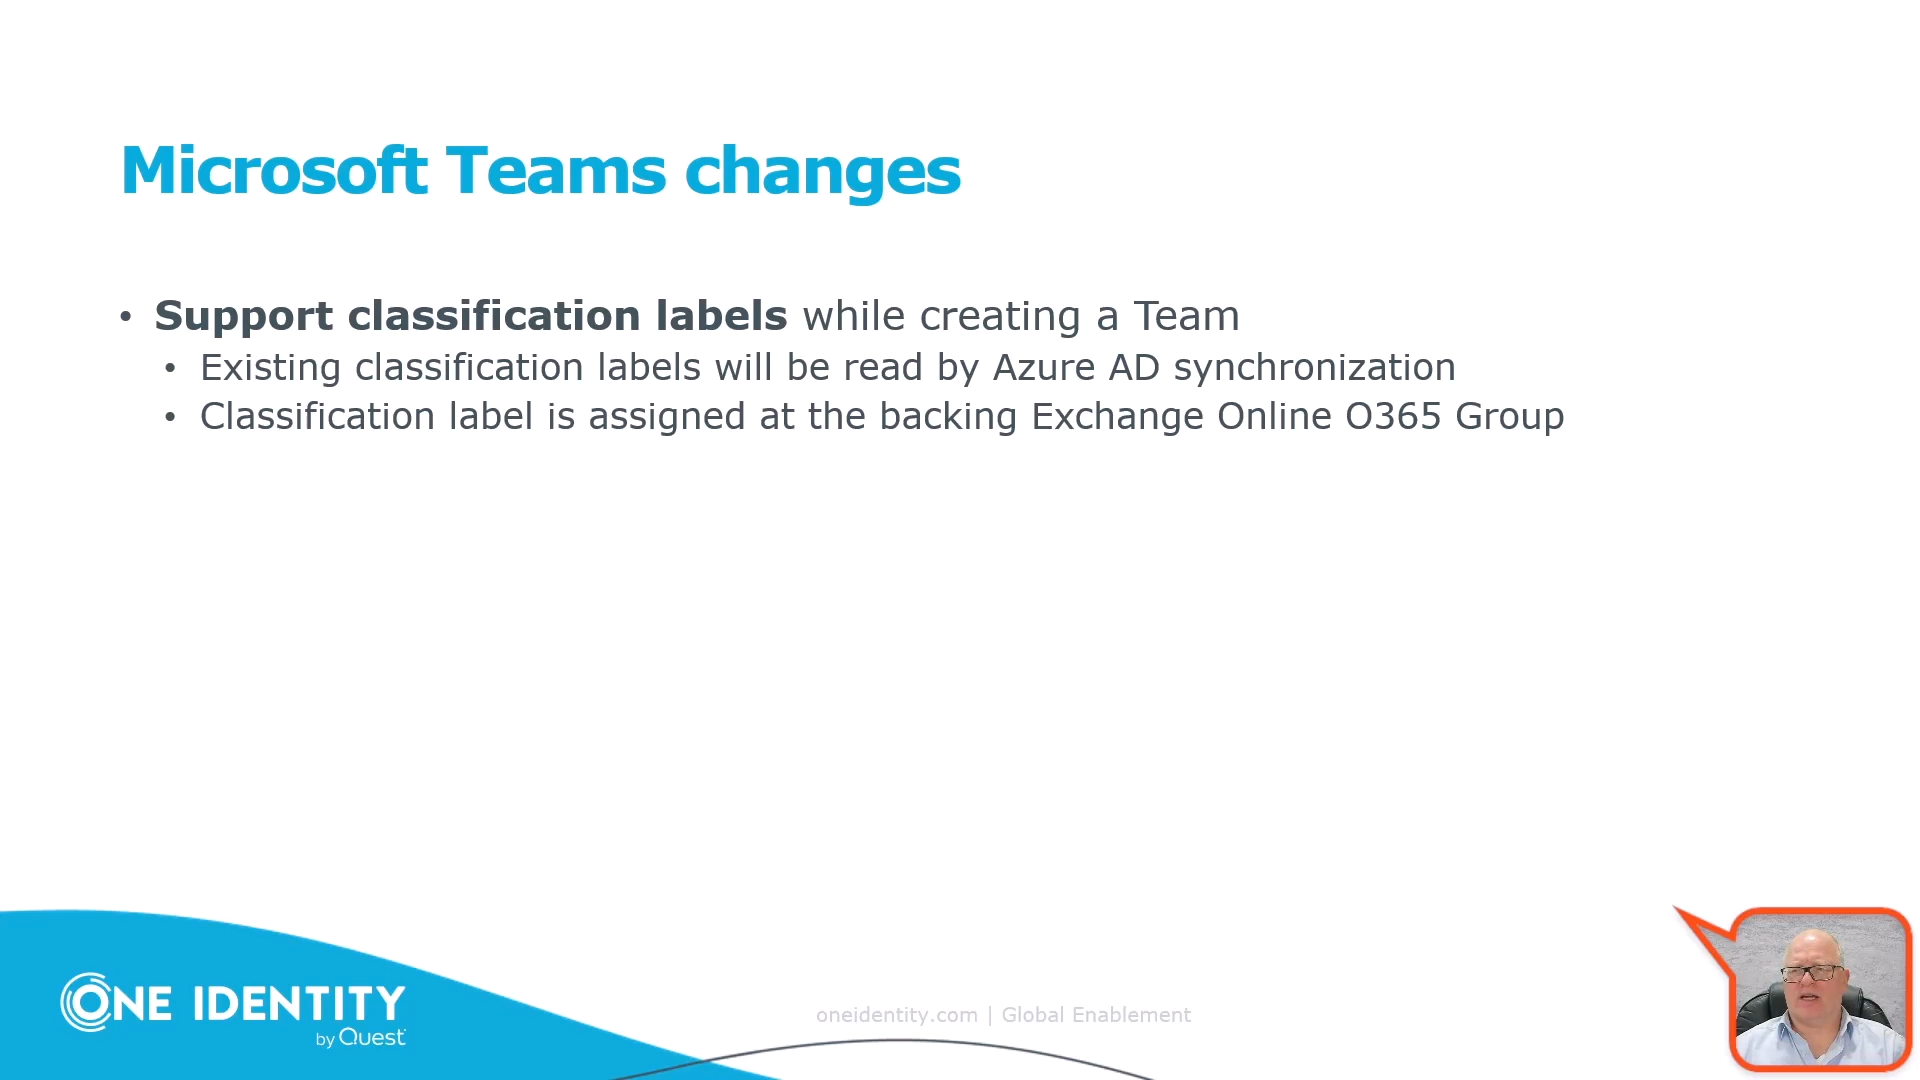 Microsoft Teams changes
• Support classification labels while creating a Team
• Existing classification labels will be read by Azure AD synchronization
• Classification label is assigned at the backing Exchange Online O365 Group
ONE IDENTITY
by Quest
oneidentity.com | Global Enablement